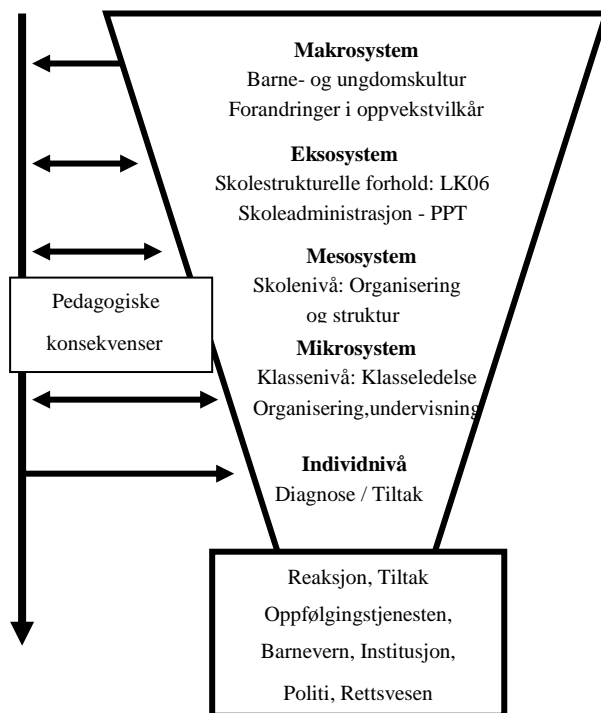 Makrosystem
Barne- og ungdomskultur
Forandringer i oppvekstvilkår
Eksosystem
Skolestrukturelle forhold: LK06
Skoleadministrasjon - PPT
Mesosystem
Skolenivå: Organisering
og struktur
Pedagogiske
konsekvenser
Mikrosystem
Klassenivå: Klasseledelse
Organisering,undervisning
Individnivå
Diagnose / Tiltak
Reaksjon, Tiltak
Oppfølgingstjenesten,
Barnevern, Institusjon,
Politi, Rettsvesen